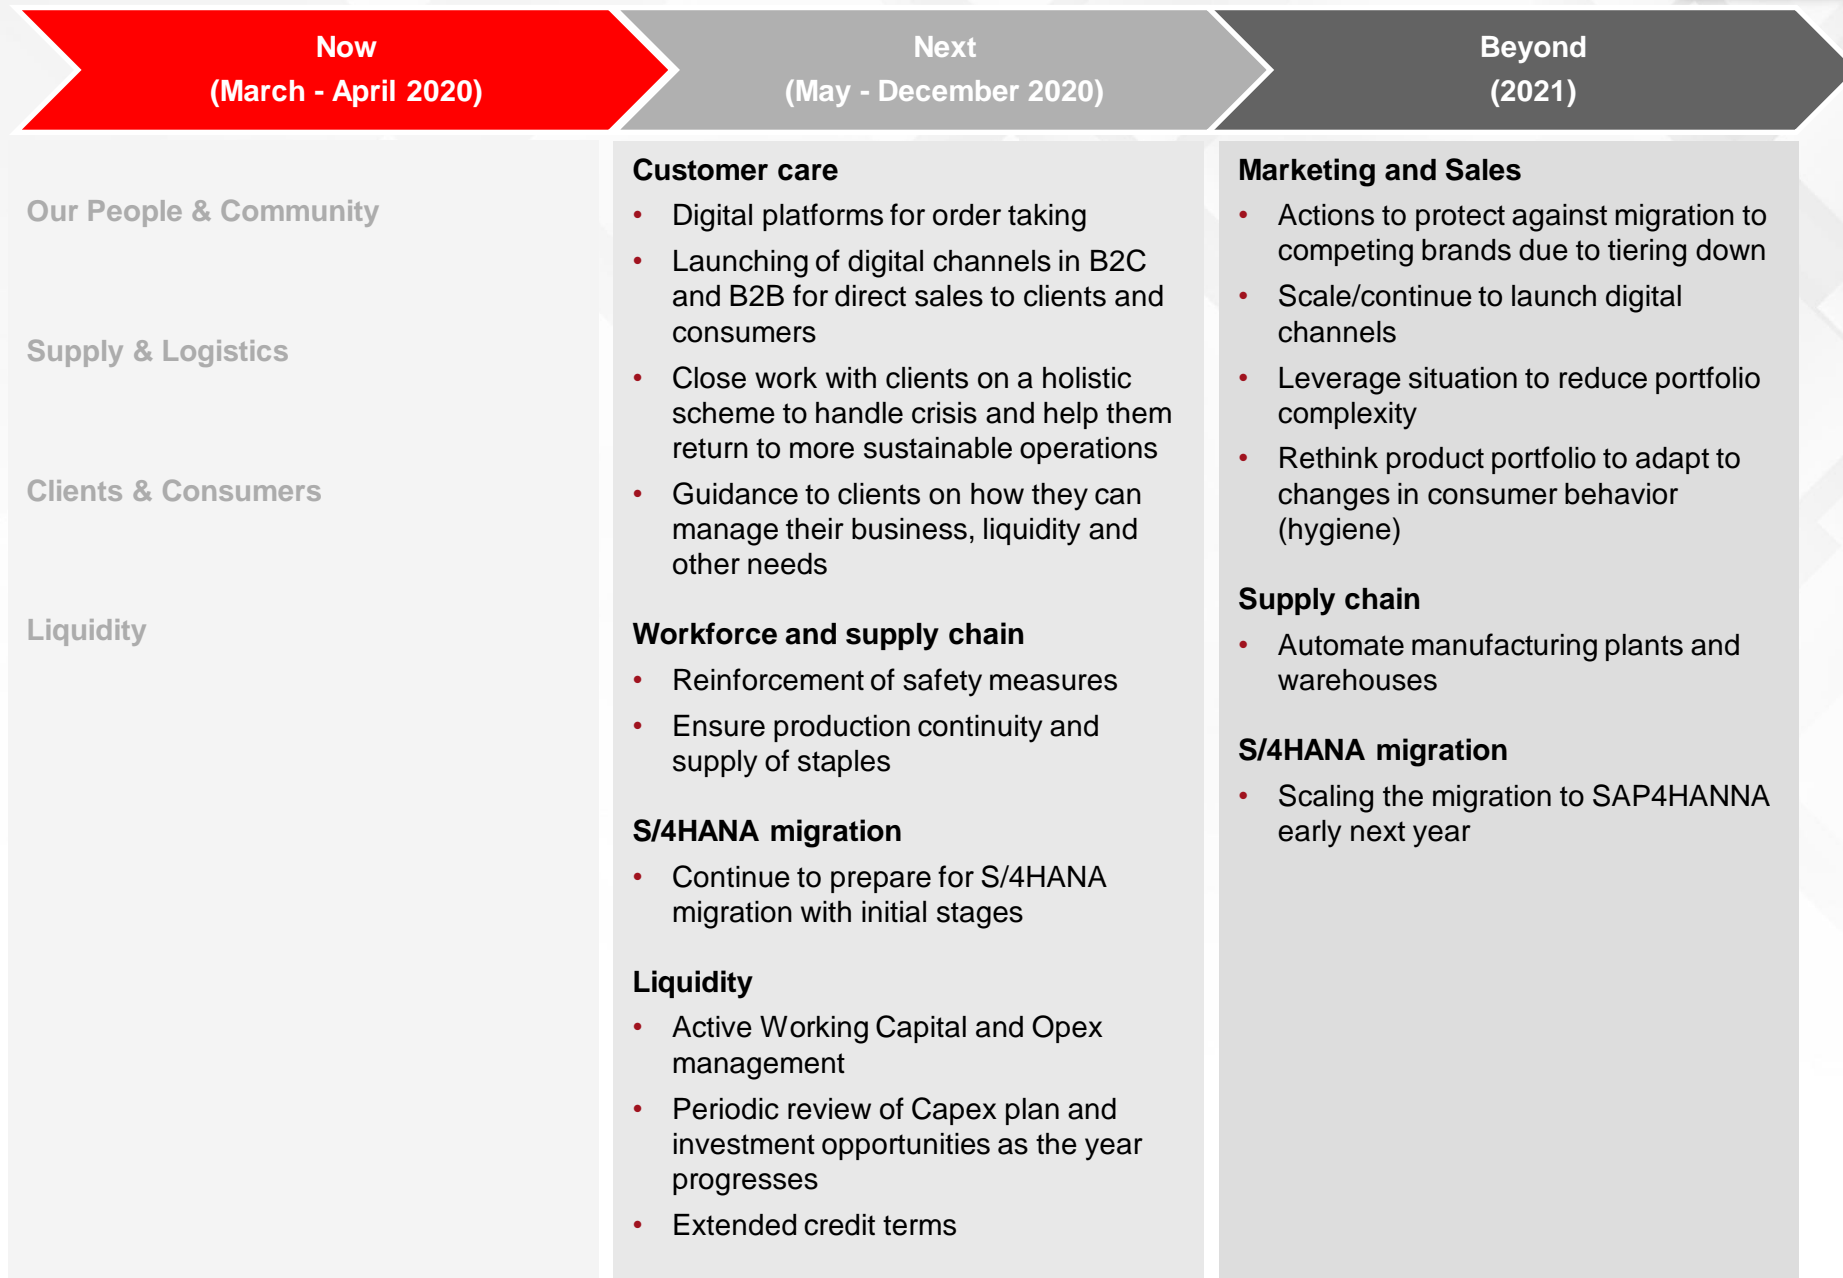 Now
(March - April 2020)
Next
(May - December 2020)
Beyond
(2021)
Our People & Community
Supply & Logistics
Clients & Consumers
Liquidity
Customer care
• Digital platforms for order taking
• Launching of digital channels in B2C
and B2B for direct sales to clients and
consumers
• Close work with clients on a holistic
scheme to handle crisis and help them
return to more sustainable operations
• Guidance to clients on how they can
manage their business, liquidity and
other needs
Workforce and supply chain
• Reinforcement of safety measures
• Ensure production continuity and
supply of staples
S/4HANA migration
• Continue to prepare for S/4HANA
migration with initial stages
Liquidity
• Active Working Capital and Opex
management
• Periodic review of Capex plan and
investment opportunities as the year
progresses
• Extended credit terms
Marketing and Sales
• Actions to protect against migration to
competing brands due to tiering down
• Scale/continue to launch digital
channels
• Leverage situation to reduce portfolio
complexity
• Rethink product portfolio to adapt to
changes in consumer behavior
(hygiene)
Supply chain
• Automate manufacturing plants and
warehouses
S/4HANA migration
• Scaling the migration to SAP4HANNA
early next year